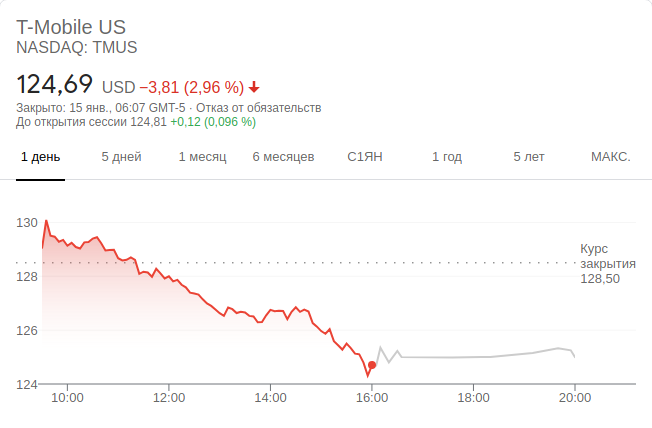 T-Mobile US
NASDAQ: TMUS
124,69 USD −3,81 (2,96 %)
Закрыто: 15 янв., 06:07 GMT-5 · Отказ от обязательств
До открытия сессии 124,81 +0,12 (0,096 %)
1 день 5 дней 1 месяц 6 месяцев С1ЯН 1 год 5 лет МАКС.
130
Курс
закрытия
128,50
128
126
124
10:00 12:00 14:00 16:00 18:00 20:00